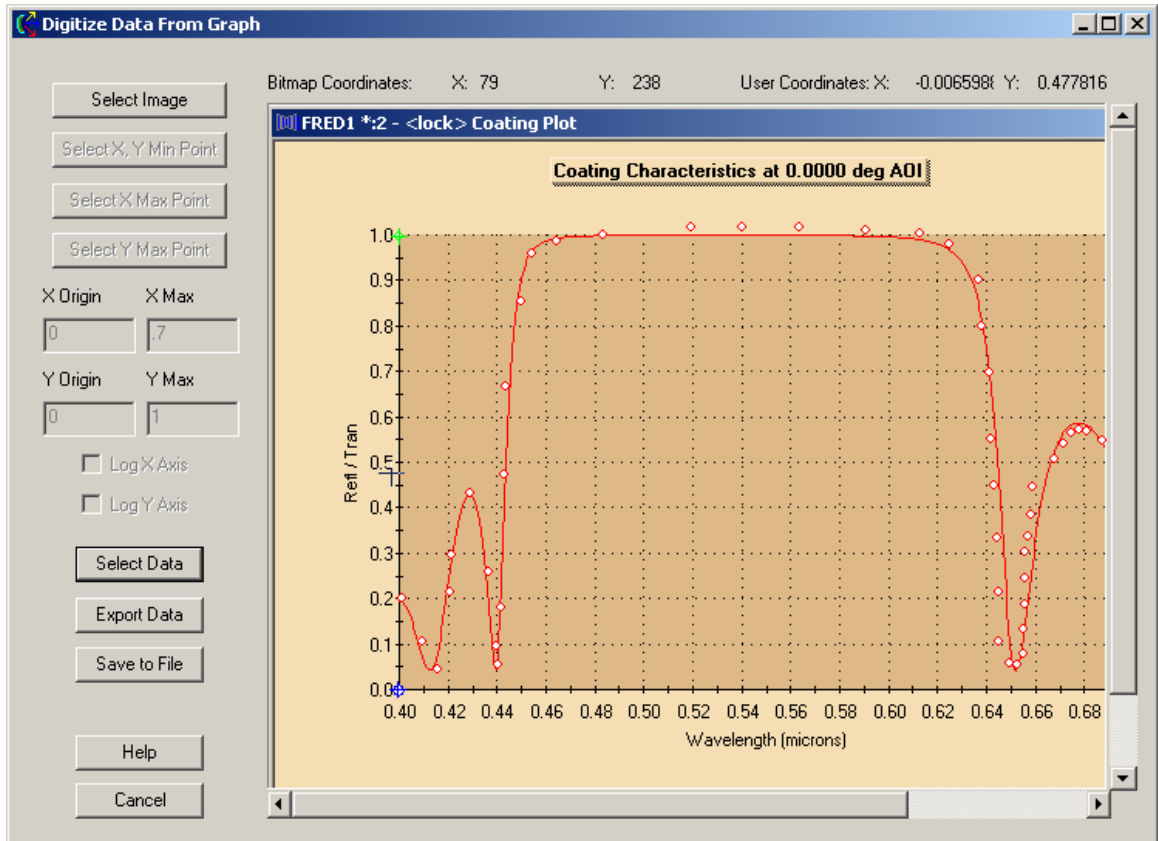 Digitize Data From Graph
Bitmap Coordinates: X: 79 Y: 238 User Coordinates: X: -0.006598 Y: 0.477816
Select Image
Select X, Y Min Point
Select X Max Point
Select Y Max Point
X Origin X Max
0 .7
Y Origin Y Max
0 1
Log X Axis
Log Y Axis
Select Data
Export Data
Save to File
Help
Cancel
FRED1 *:2 - <lock> Coating Plot
Coating Characteristics at 0.0000 deg AOI
1.0
0.9
0.8
0.7
0.6
0.5
0.4
0.3
0.2
0.1
0.0
Refl / Tran
0.40 0.42 0.44 0.46 0.48 0.50 0.52 0.54 0.56 0.58 0.60 0.62 0.64 0.66 0.68
Wavelength (microns)